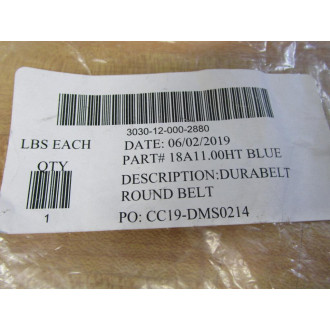 3030-12-000-2880
LBS EACH
DATE: 06/02/2019
QTY
PART# 18A11.00HT BLUE
DESCRIPTION:DURABELT
ROUND BELT
1
PO: CC19-DMS0214